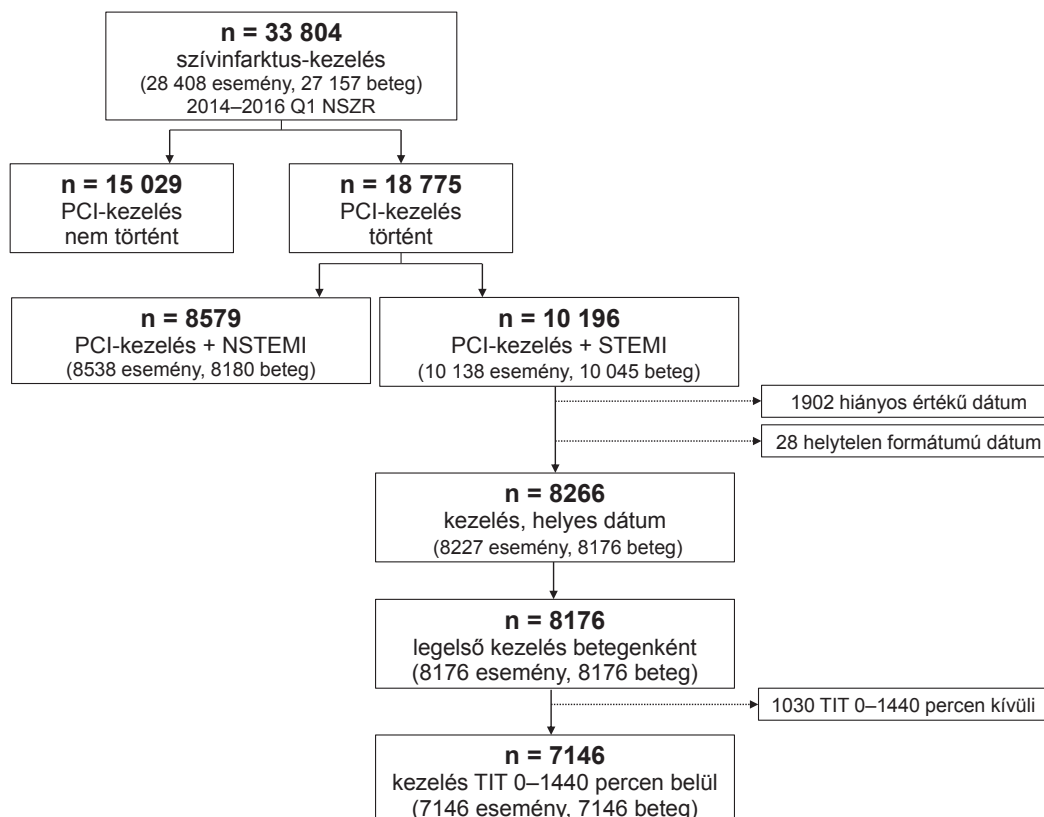 n = 33 804
szívinfarktus-kezelés
(28 408 esemény, 27 157 beteg)
2014–2016 Q1 NSZR
n = 15 029
PCI-kezelés
nem történt
n = 18 775
PCI-kezelés
történt
n = 8579
PCI-kezelés + NSTEMI
(8538 esemény, 8180 beteg)
n = 10 196
PCI-kezelés + STEMI
(10 138 esemény, 10 045 beteg)
1902 hiányos értékű dátum
28 helytelen formátumú dátum
n = 8266
kezelés, helyes dátum
(8227 esemény, 8176 beteg)
n = 8176
legelső kezelés betegenként
(8176 esemény, 8176 beteg)
1030 TIT 0–1440 percen kívüli
n = 7146
kezelés TIT 0–1440 percen belül
(7146 esemény, 7146 beteg)